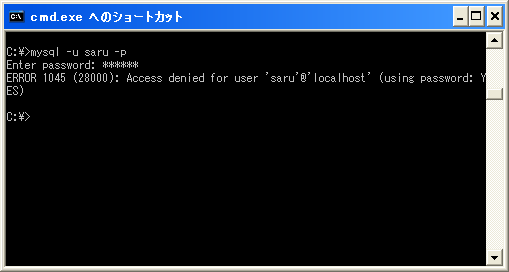 cmd.exe へのショートカット
C:¥>mysql -u saru -p
Enter password: ******
ERROR 1045 (28000): Access denied for user 'saru'@'localhost' (using password: Y
ES)
C:¥>